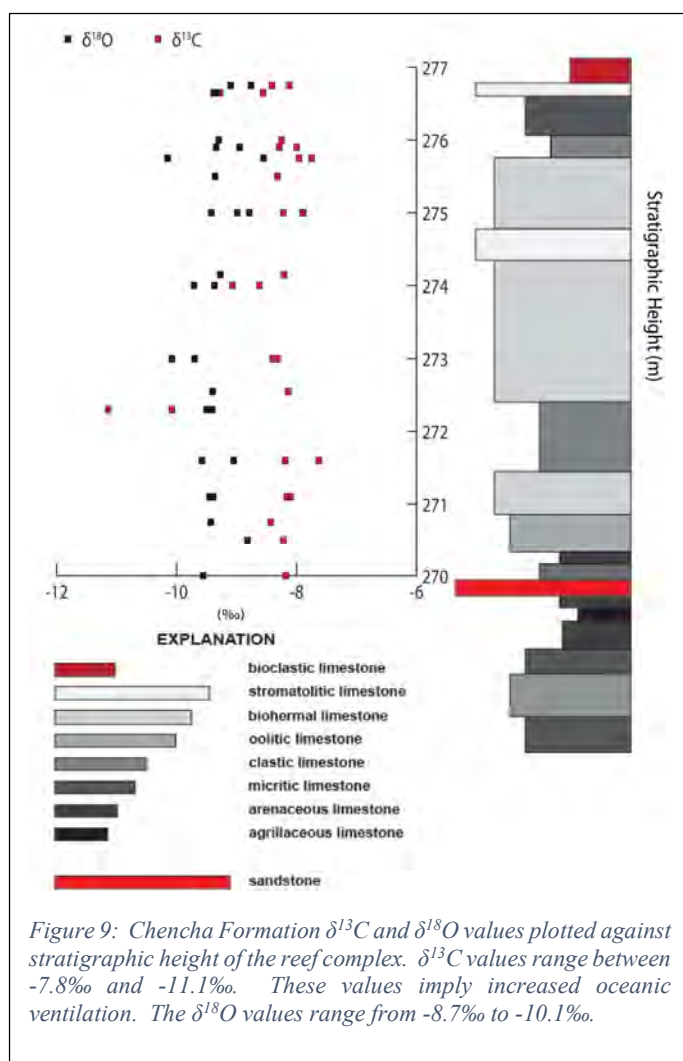 δ¹⁸O δ¹³C
277
276
275
274
273
272
271
270
Stratigraphic Height (m)
-12 -10 -8 -6
(‰)
EXPLANATION
bioclastic limestone
stromatolitic limestone
biohermal limestone
oolitic limestone
clastic limestone
micritic limestone
arenaceous limestone
agrillaceous limestone
sandstone
Figure 9: Chencha Formation δ¹³C and δ¹⁸O values plotted against
stratigraphic height of the reef complex. δ¹³C values range between
-7.8‰ and -11.1‰. These values imply increased oceanic
ventilation. The δ¹⁸O values range from -8.7‰ to -10.1‰.